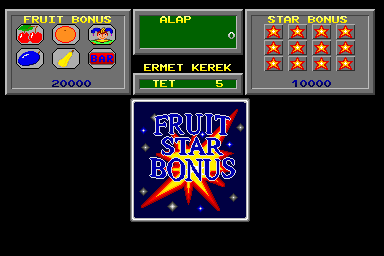 FRUIT BONUS
BAR
20000
ALAP
0
ERMET KEREK
TET 5
STAR BONUS
10000
FRUIT
STAR
BONUS